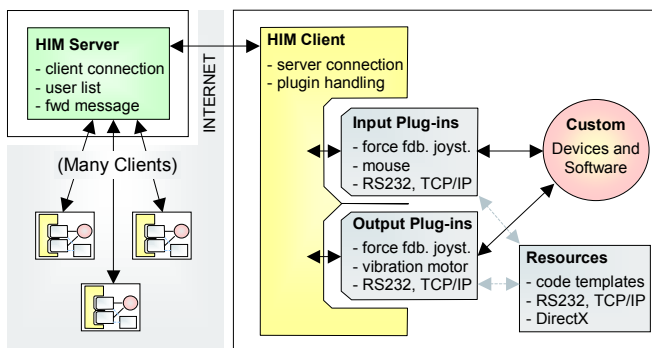 HIM Server
- client connection
- user list
- fwd message
(Many Clients)
INTERNET
HIM Client
- server connection
- plugin handling
Input Plug-ins
- force fdb. joyst.
- mouse
- RS232, TCP/IP
Output Plug-ins
- force fdb. joyst.
- vibration motor
- RS232, TCP/IP
Custom
Devices and
Software
Resources
- code templates
- RS232, TCP/IP
- DirectX